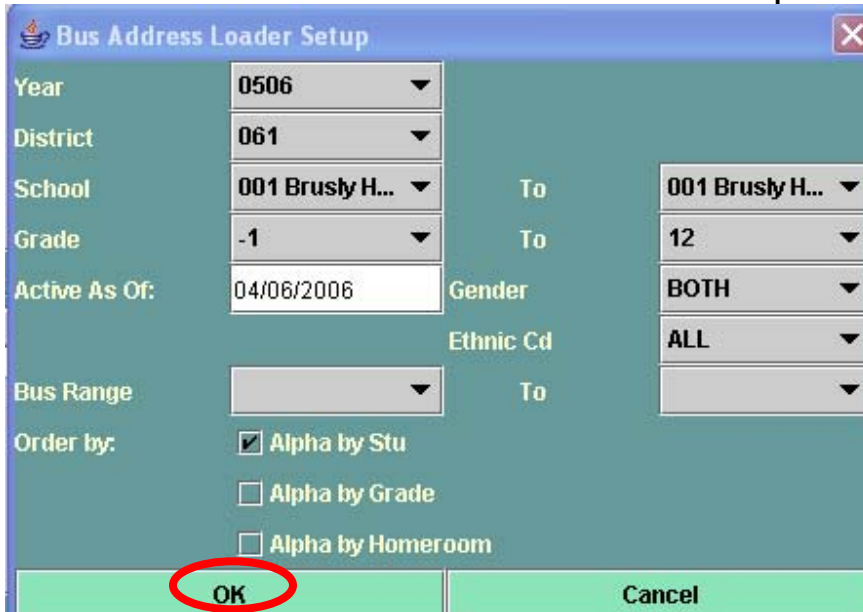 Bus Address Loader Setup
Year 0506
District 061
School 001 Brusly H... To 001 Brusly H...
Grade -1 To 12
Active As Of: 04/06/2006 Gender BOTH
Ethnic Cd ALL
Bus Range To
Order by: Alpha by Stu
Alpha by Grade
Alpha by Homeroom
OK Cancel